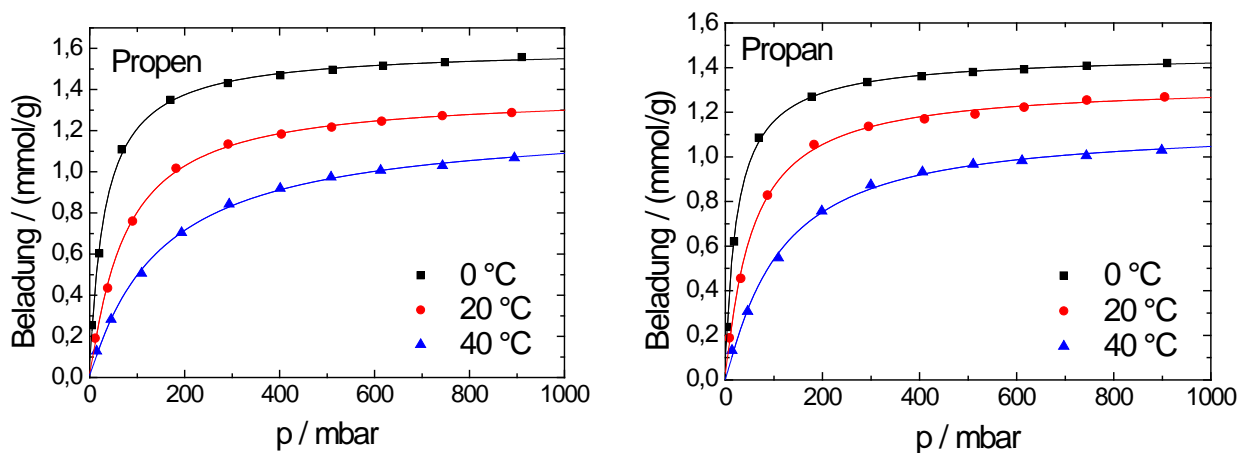 Propen
Beladung / (mmol/g)
1,6
1,4
1,2
1,0
0,8
0,6
0,4
0,2
0,0
0 °C
20 °C
40 °C
0 200 400 600 800 1000
p / mbar
Propan
Beladung / (mmol/g)
1,6
1,4
1,2
1,0
0,8
0,6
0,4
0,2
0,0
0 °C
20 °C
40 °C
0 200 400 600 800 1000
p / mbar